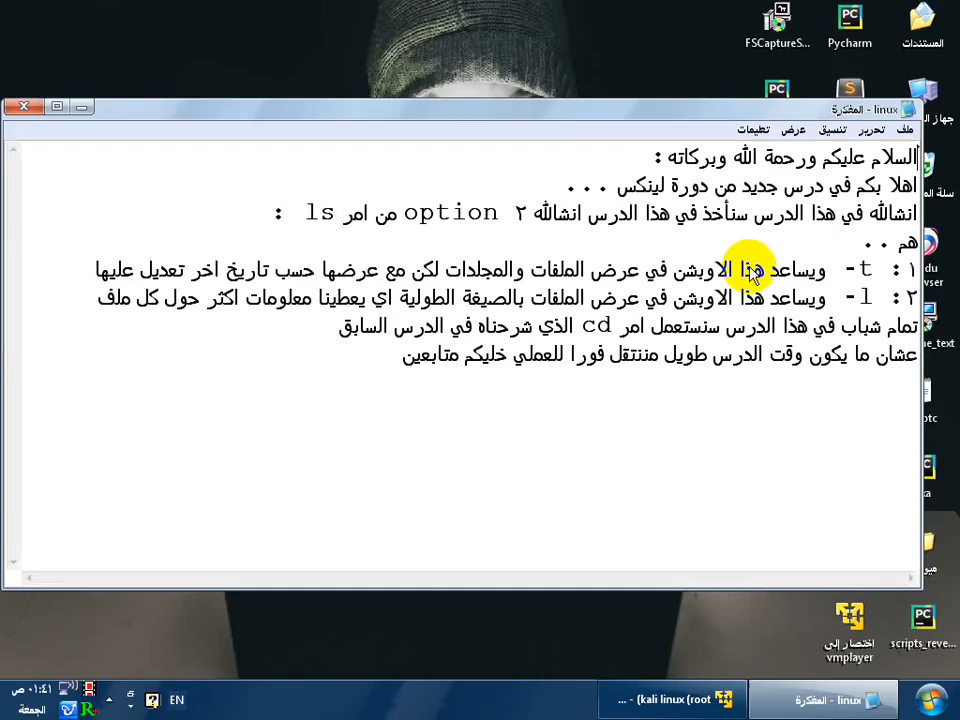 FSCaptureS...
Pycharm
المستندات
linux - المفكرة
ملف تحرير تنسيق عرض تعليمات
السلام عليكم ورحمة الله وبركاته :
اهلا بكم في درس جديد من دورة لينكس ...
انشالله في هذا الدرس سنأخذ في هذا الدرس انشالله ٢ option من امر ls :
هم ..
١ : t - ويساعد هذا الاوبشن في عرض الملفات والمجلدات لكن مع عرضها حسب تاريخ اخر تعديل عليها
٢ : l - ويساعد هذا الاوبشن في عرض الملفات بالصيغة الطولية اي يعطينا معلومات اكثر حول كل ملف
تمام شباب في هذا الدرس سنستعمل امر cd الذي شرحناه في الدرس السابق
عشان ما يكون وقت الدرس طويل مننتقل فورا للعملي خليكم متابعين
اختصار إلى vmplayer
scripts_reve...
٠١:٤١ ص
الجمعة
EN
... - (kali linux (root
linux - المفكرة